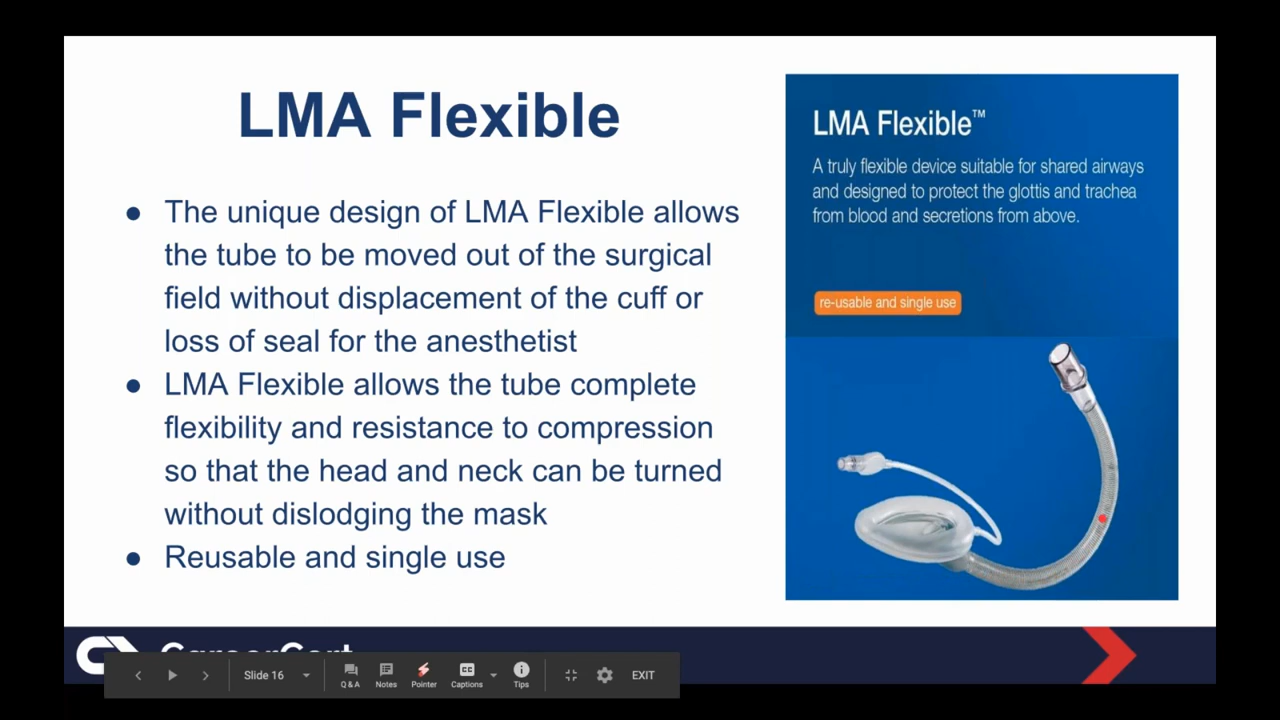 LMA Flexible
● The unique design of LMA Flexible allows
the tube to be moved out of the surgical
field without displacement of the cuff or
loss of seal for the anesthetist
● LMA Flexible allows the tube complete
flexibility and resistance to compression
so that the head and neck can be turned
without dislodging the mask
● Reusable and single use
LMA Flexible™
A truly flexible device suitable for shared airways
and designed to protect the glottis and trachea
from blood and secretions from above.
re-usable and single use
CareerCert
Slide 16
Q & A
Notes
Pointer
CC
Captions
Tips
EXIT